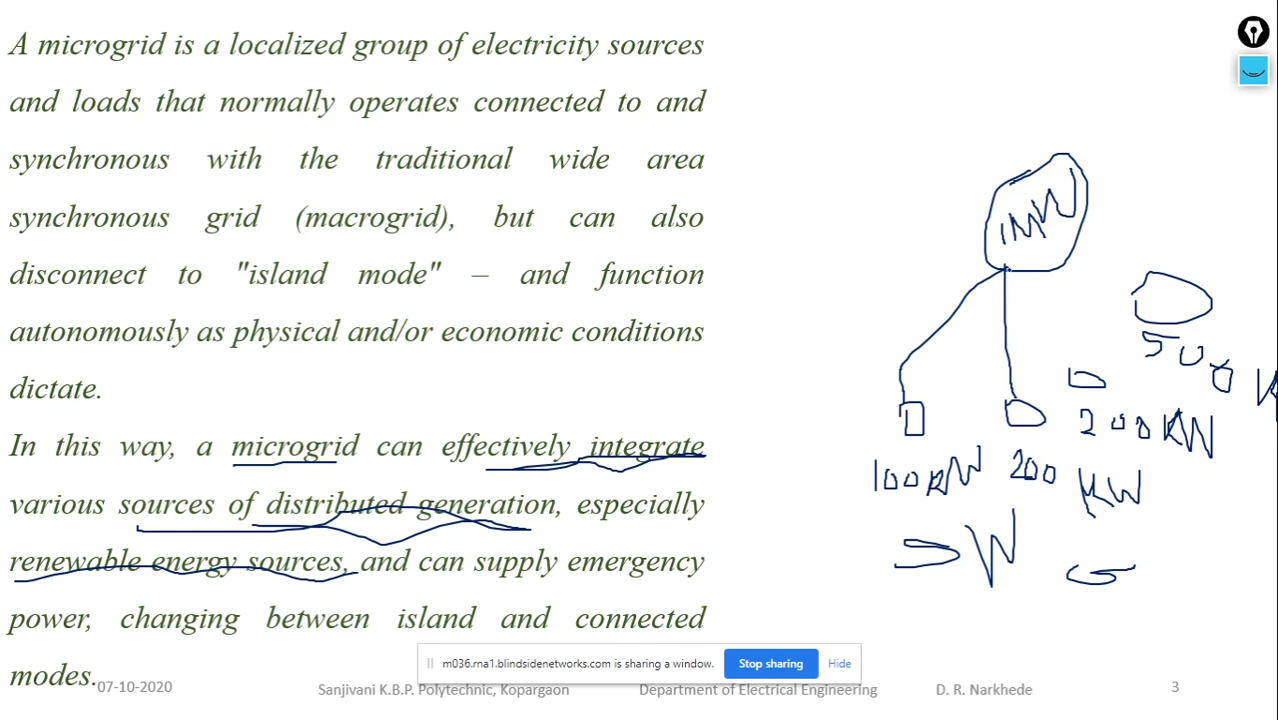 A microgrid is a localized group of electricity sources
and loads that normally operates connected to and
synchronous with the traditional wide area
synchronous grid (macrogrid), but can also
disconnect to "island mode" – and function
autonomously as physical and/or economic conditions
dictate.
In this way, a microgrid can effectively integrate
various sources of distributed generation, especially
renewable energy sources, and can supply emergency
power, changing between island and connected
modes.
1MW
500 K
200KW
100KW
200 KW
W
m036.rna1.blindsidenetworks.com is sharing a window. Stop sharing Hide
07-10-2020 Sanjivani K.B.P. Polytechnic, Kopargaon Department of Electrical Engineering D. R. Narkhede 3